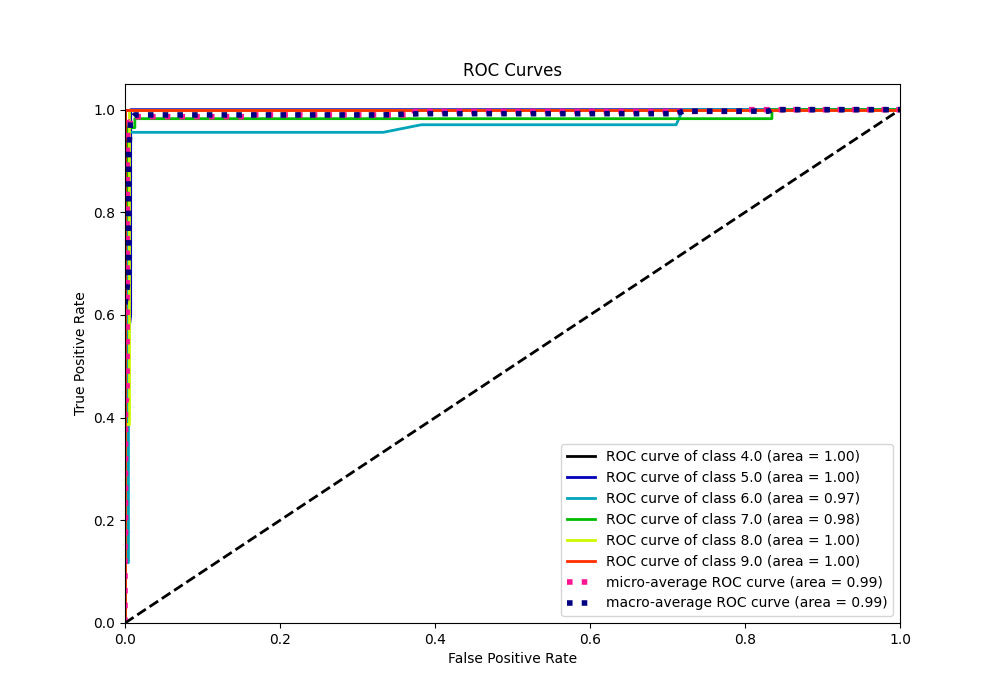 ROC Curves
True Positive Rate
1.0
0.8
0.6
0.4
0.2
0.0
0.0 0.2 0.4 0.6 0.8 1.0
False Positive Rate
ROC curve of class 4.0 (area = 1.00)
ROC curve of class 5.0 (area = 1.00)
ROC curve of class 6.0 (area = 0.97)
ROC curve of class 7.0 (area = 0.98)
ROC curve of class 8.0 (area = 1.00)
ROC curve of class 9.0 (area = 1.00)
micro-average ROC curve (area = 0.99)
macro-average ROC curve (area = 0.99)